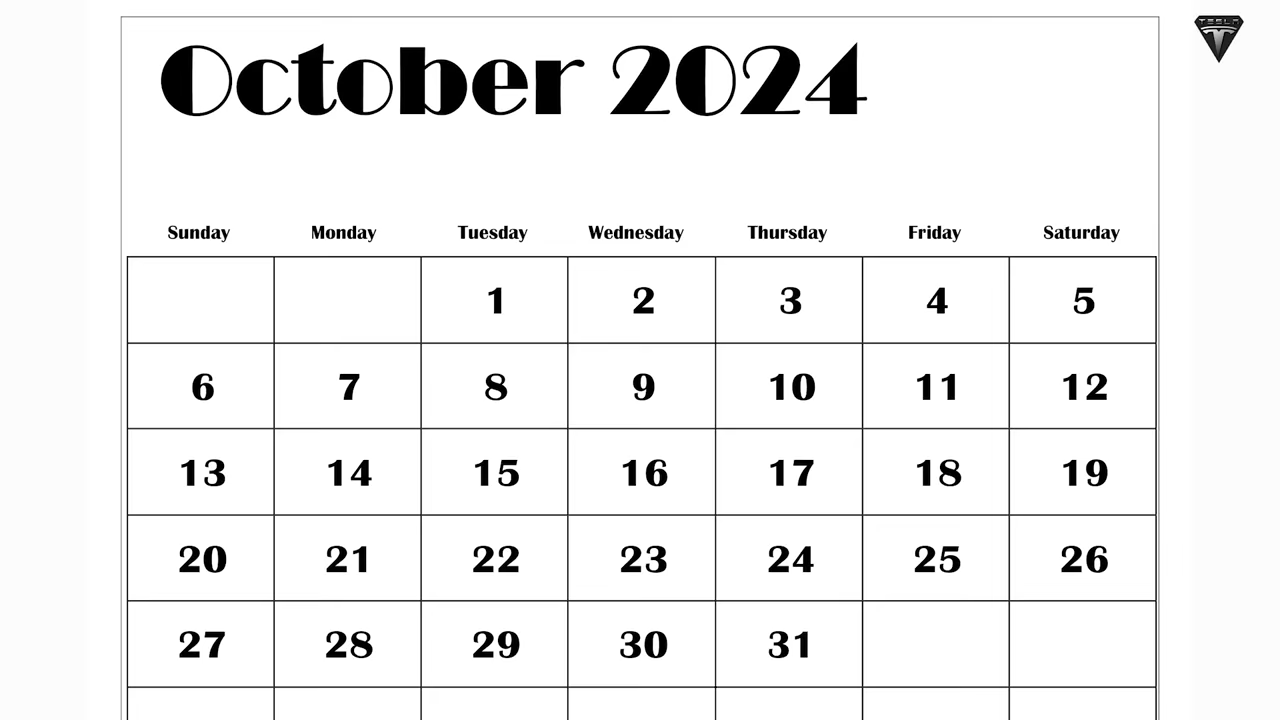 TESLA
October 2024
Sunday Monday Tuesday Wednesday Thursday Friday Saturday
1 2 3 4 5
6 7 8 9 10 11 12
13 14 15 16 17 18 19
20 21 22 23 24 25 26
27 28 29 30 31